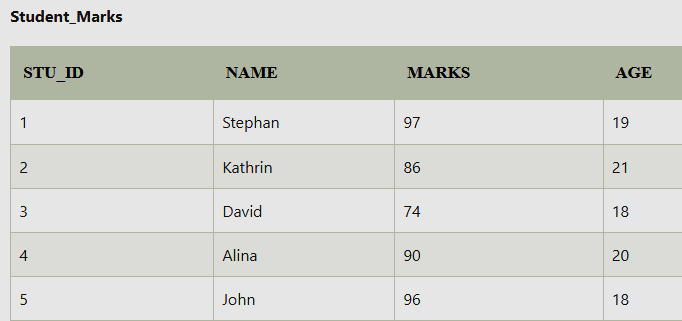 Student_Marks
STU_ID NAME MARKS AGE
1 Stephan 97 19
2 Kathrin 86 21
3 David 74 18
4 Alina 90 20
5 John 96 18